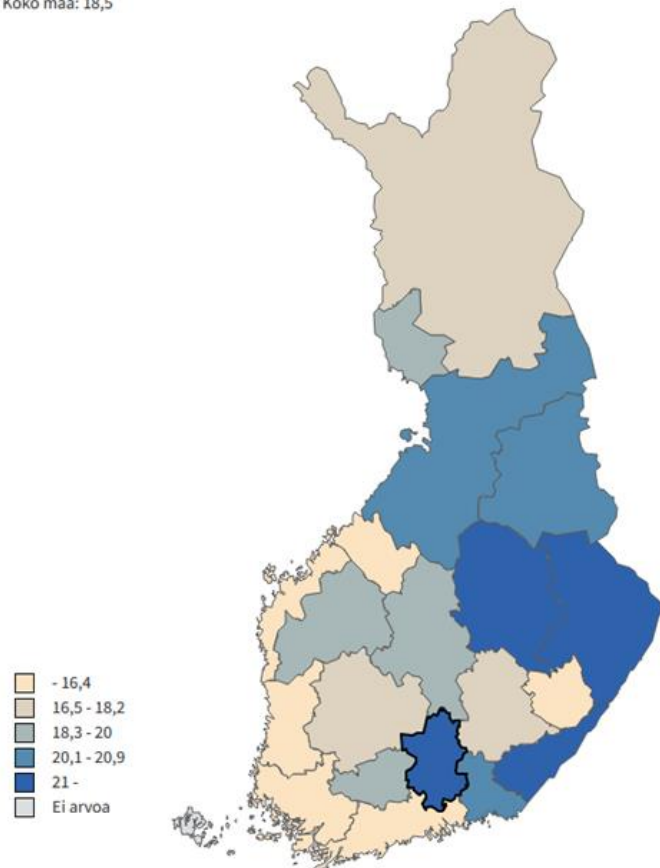 Koko maa: 18,5
- 16,4
16,5 - 18,2
18,3 - 20
20,1 - 20,9
21 -
Ei arvoa